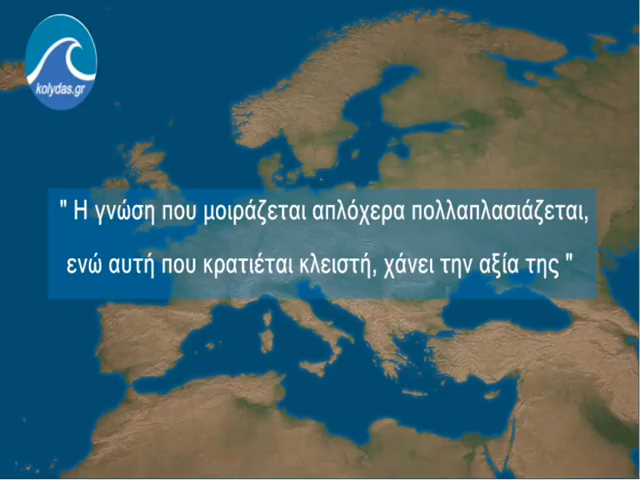 kolydas.gr
" Η γνώση που μοιράζεται απλόχερα πολλαπλασιάζεται,
ενώ αυτή που κρατιέται κλειστή, χάνει την αξία της "